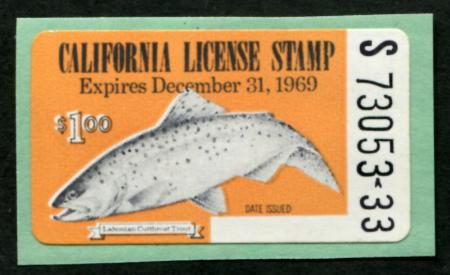 CALIFORNIA LICENSE STAMP
Expires December 31, 1969
$1.00
DATE ISSUED
Lahontan Cutthroat Trout
S 73053*33